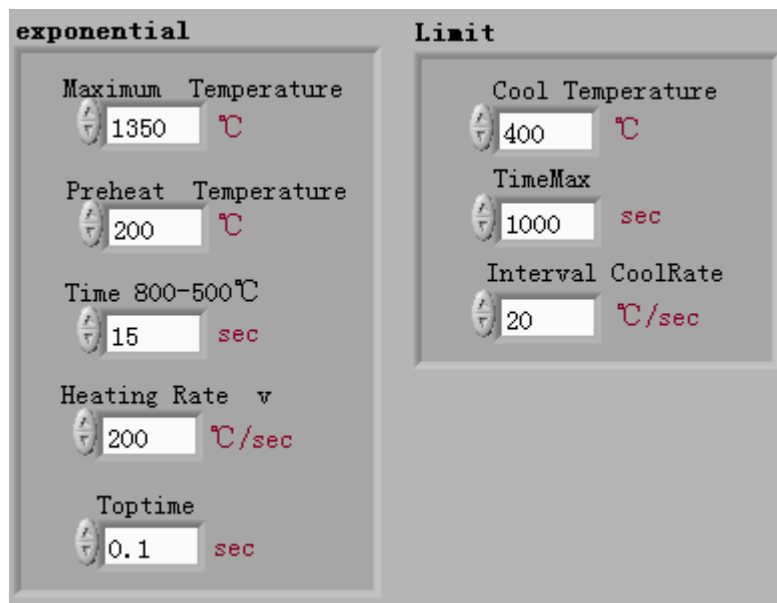 exponential
Maximum Temperature
1350 ℃
Preheat Temperature
200 ℃
Time 800-500℃
15 sec
Heating Rate v
200 ℃/sec
Toptime
0.1 sec
Limit
Cool Temperature
400 ℃
TimeMax
1000 sec
Interval CoolRate
20 ℃/sec